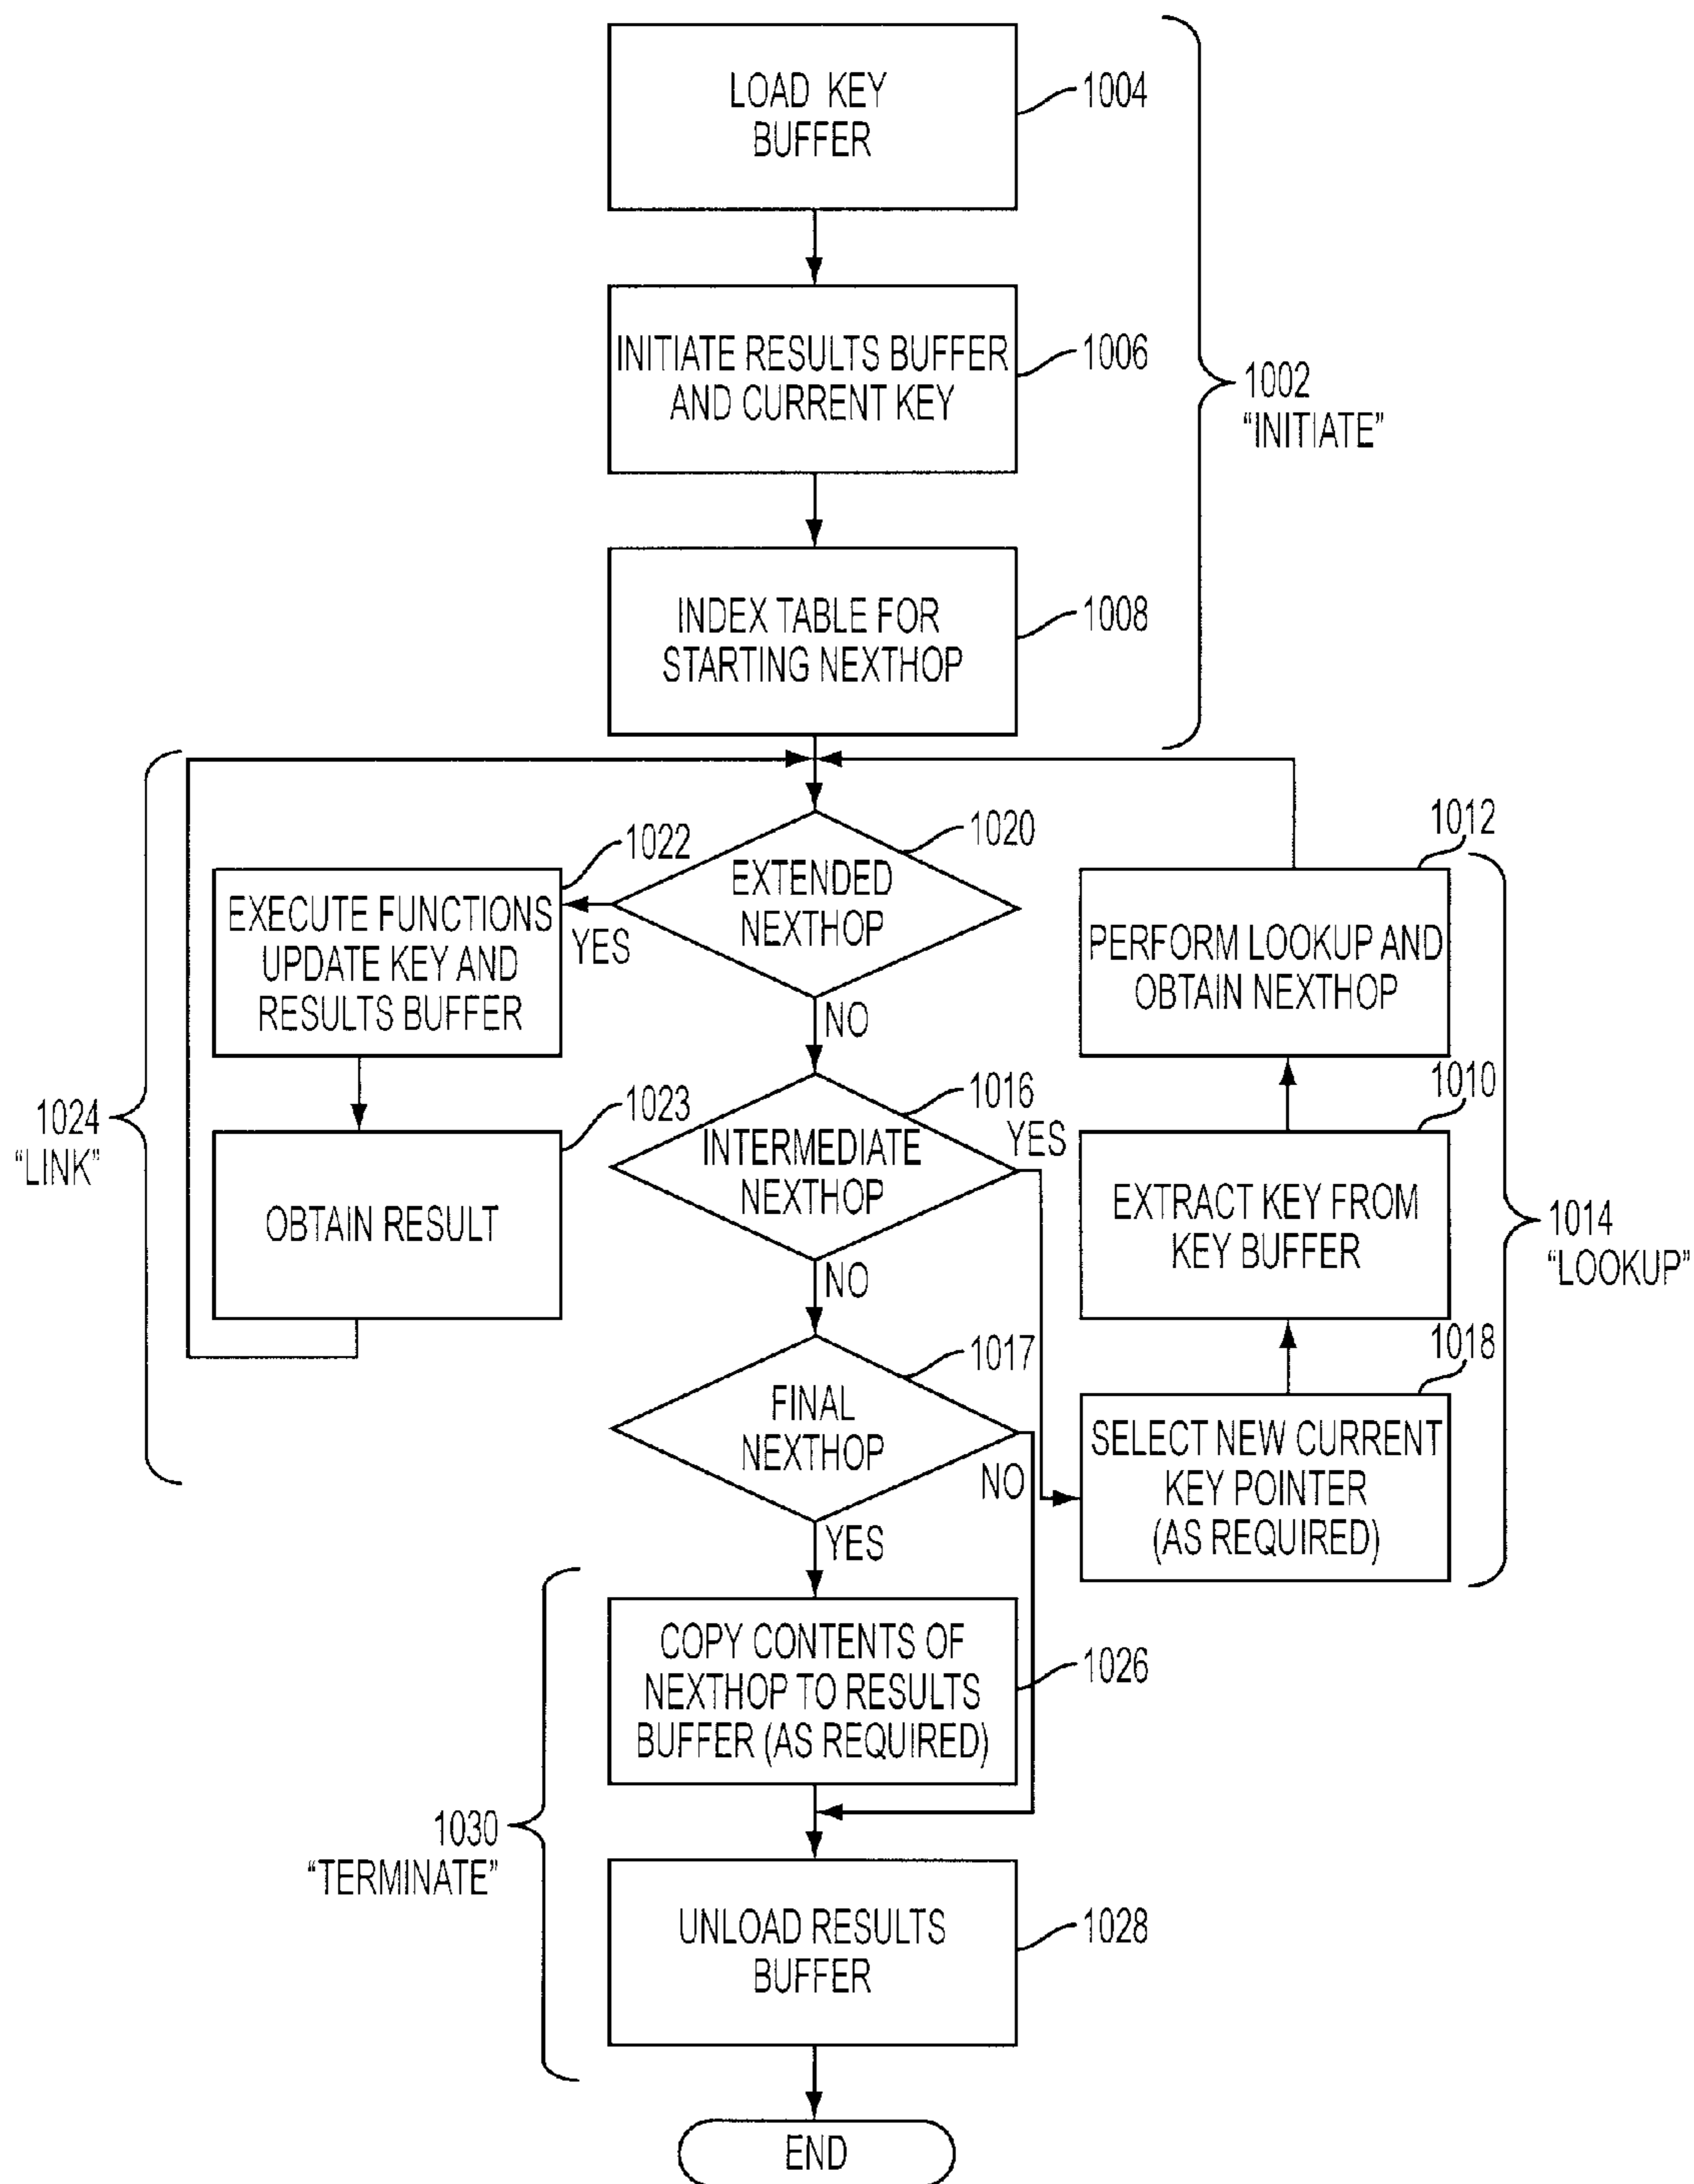 LOAD KEY
BUFFER
1004
INITIATE RESULTS BUFFER
AND CURRENT KEY
1006
1002
"INITIATE"
INDEX TABLE FOR
STARTING NEXTHOP
1008
1020
EXTENDED
NEXTHOP
YES
NO
1022
EXECUTE FUNCTIONS
UPDATE KEY AND
RESULTS BUFFER
1023
OBTAIN RESULT
1024
"LINK"
1016
INTERMEDIATE
NEXTHOP
YES
NO
1012
PERFORM LOOKUP AND
OBTAIN NEXTHOP
1010
EXTRACT KEY FROM
KEY BUFFER
1018
SELECT NEW CURRENT
KEY POINTER
(AS REQUIRED)
1014
"LOOKUP"
1017
FINAL
NEXTHOP
NO
YES
COPY CONTENTS OF
NEXTHOP TO RESULTS
BUFFER (AS REQUIRED)
1026
1030
"TERMINATE"
UNLOAD RESULTS
BUFFER
1028
END